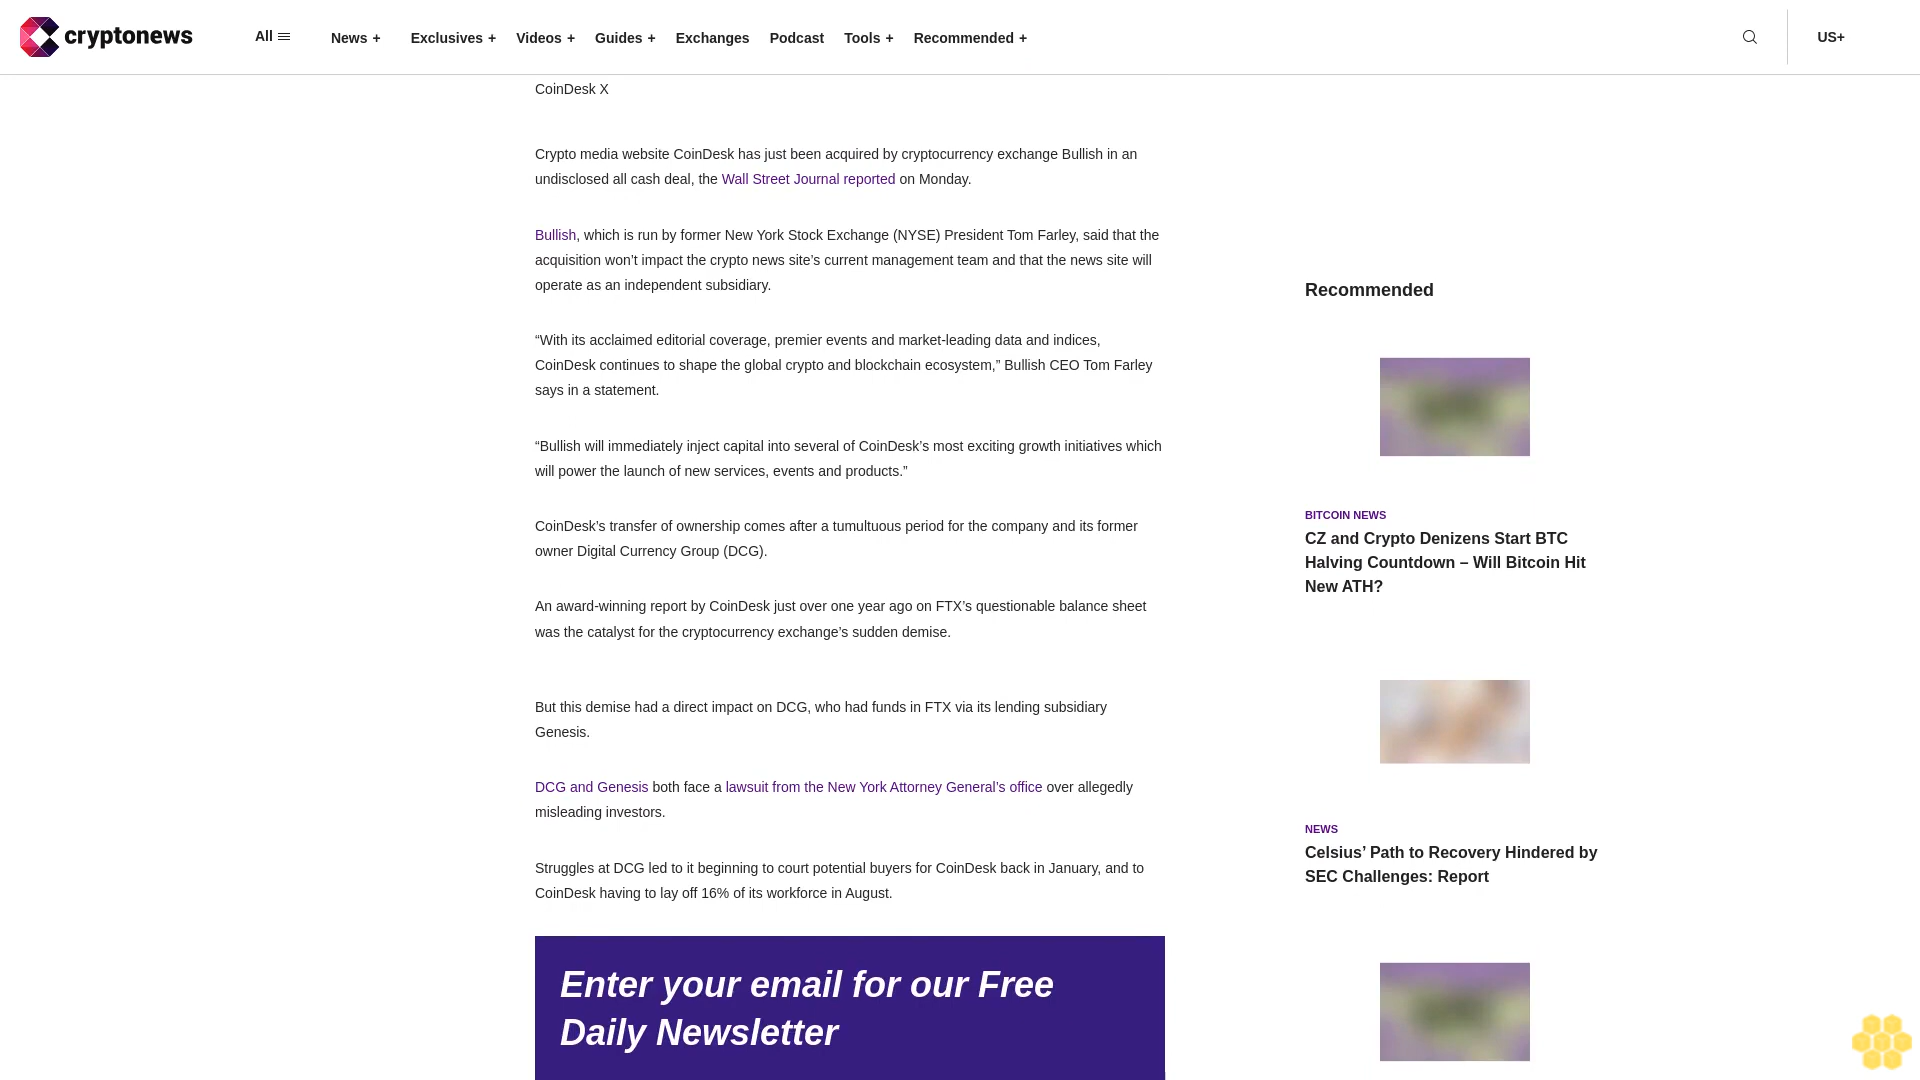 cryptonews
All
News +
Exclusives +
Videos +
Guides +
Exchanges
Podcast
Tools +
Recommended +
US+
CoinDesk X
Crypto media website CoinDesk has just been acquired by cryptocurrency exchange Bullish in an
undisclosed all cash deal, the Wall Street Journal reported on Monday.
Bullish, which is run by former New York Stock Exchange (NYSE) President Tom Farley, said that the
acquisition won’t impact the crypto news site’s current management team and that the news site will
operate as an independent subsidiary.
“With its acclaimed editorial coverage, premier events and market-leading data and indices,
CoinDesk continues to shape the global crypto and blockchain ecosystem,” Bullish CEO Tom Farley
says in a statement.
“Bullish will immediately inject capital into several of CoinDesk’s most exciting growth initiatives which
will power the launch of new services, events and products.”
CoinDesk’s transfer of ownership comes after a tumultuous period for the company and its former
owner Digital Currency Group (DCG).
An award-winning report by CoinDesk just over one year ago on FTX’s questionable balance sheet
was the catalyst for the cryptocurrency exchange’s sudden demise.
But this demise had a direct impact on DCG, who had funds in FTX via its lending subsidiary
Genesis.
DCG and Genesis both face a lawsuit from the New York Attorney General’s office over allegedly
misleading investors.
Struggles at DCG led to it beginning to court potential buyers for CoinDesk back in January, and to
CoinDesk having to lay off 16% of its workforce in August.
Enter your email for our Free
Daily Newsletter
Recommended
BITCOIN NEWS
CZ and Crypto Denizens Start BTC
Halving Countdown – Will Bitcoin Hit
New ATH?
NEWS
Celsius’ Path to Recovery Hindered by
SEC Challenges: Report